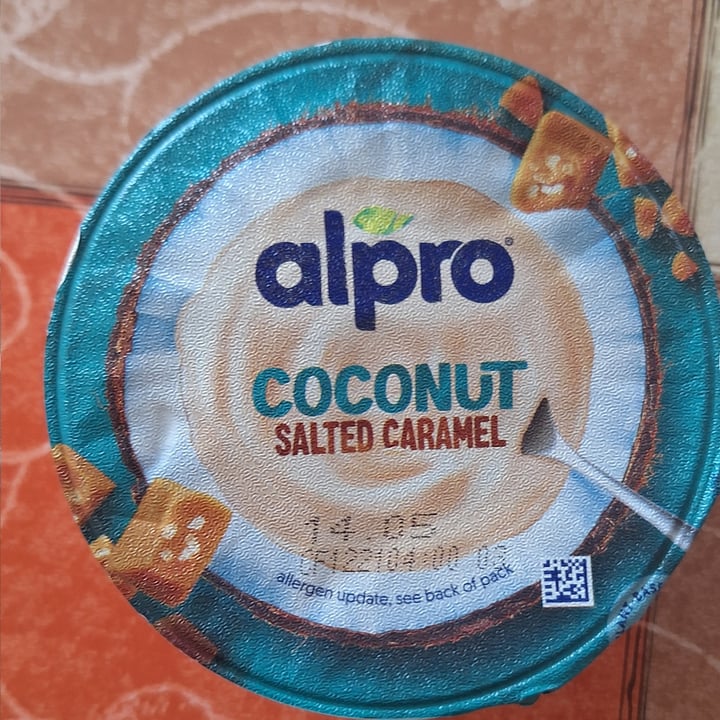 alpro®
COCONUT
SALTED CARAMEL
14.05
allergen update, see back of pack